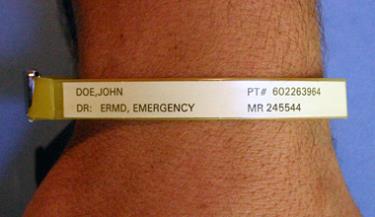 DOE,JOHN PT# 602263964
DR: ERMD, EMERGENCY MR 245544